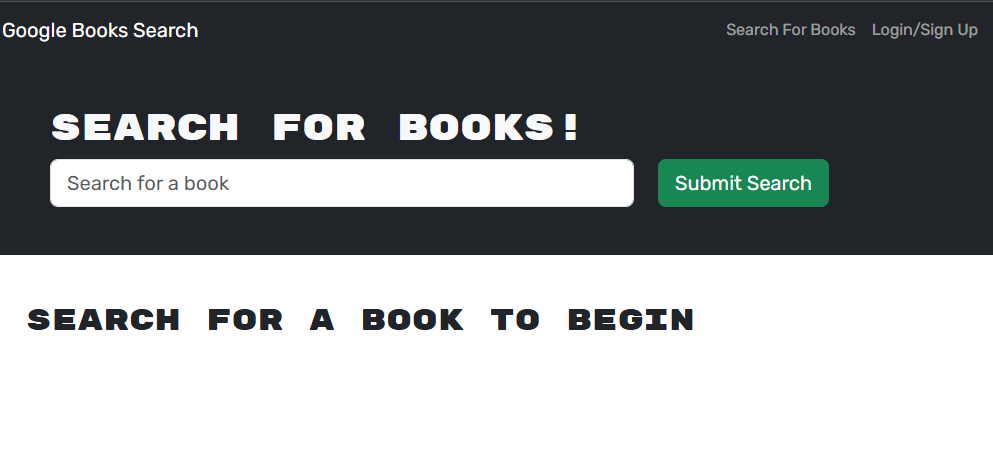 Google Books Search
Search For Books
Login/Sign Up
SEARCH FOR BOOKS!
Search for a book
Submit Search
SEARCH FOR A BOOK TO BEGIN